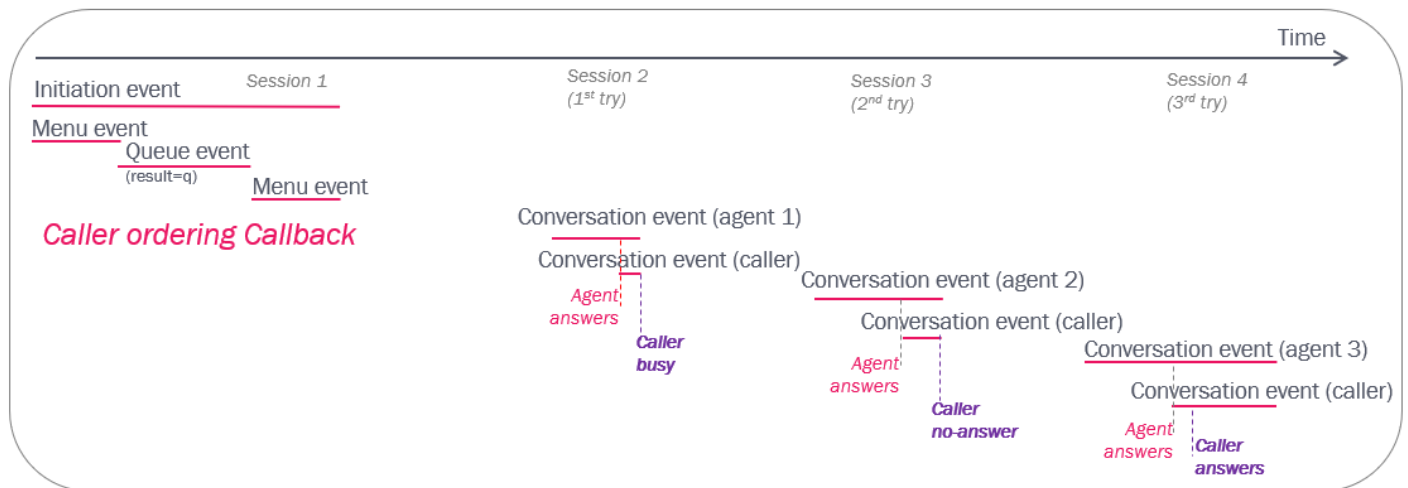 Time
Session 1
Session 2
(1st try)
Session 3
(2nd try)
Session 4
(3rd try)
Initiation event
Menu event
Queue event
(result=q)
Menu event
Caller ordering Callback
Conversation event (agent 1)
Conversation event (caller)
Agent
answers
Caller
busy
Conversation event (agent 2)
Conversation event (caller)
Agent
answers
Caller
no-answer
Conversation event (agent 3)
Conversation event (caller)
Agent
answers
Caller
answers